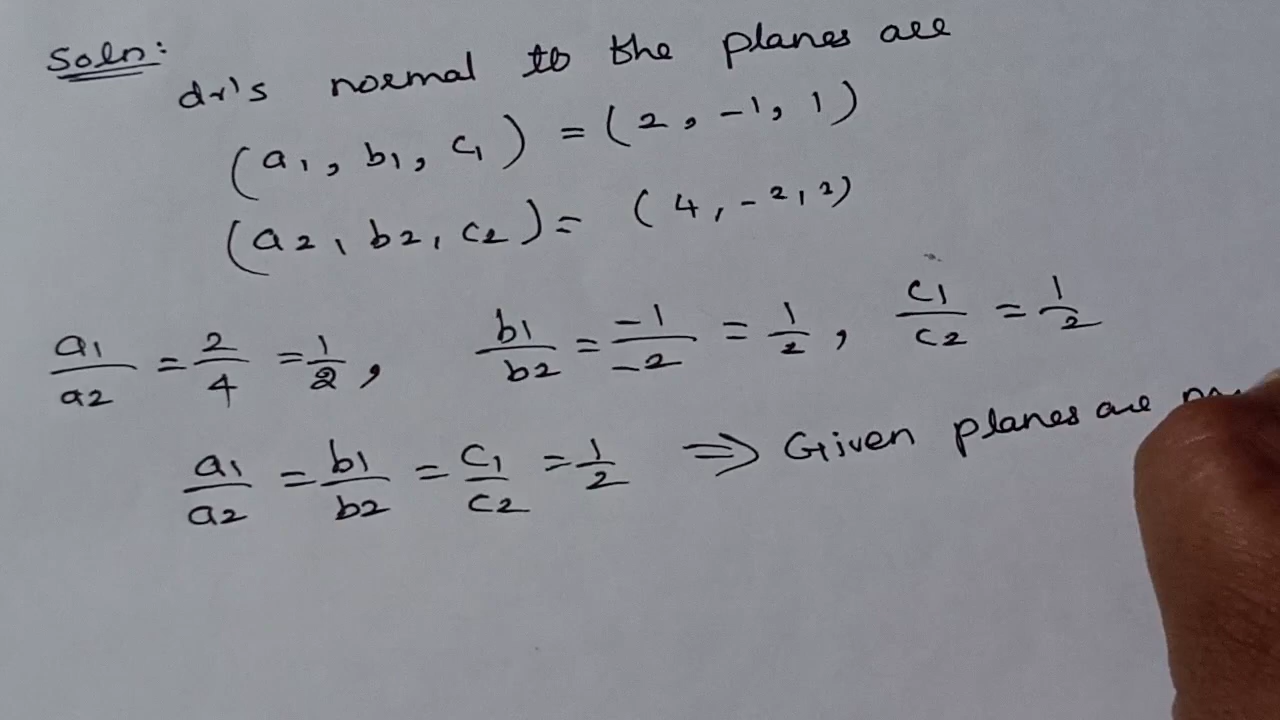 Soln:
dr's normal to the planes are
(a1, b1, c1) = (2, -1, 1)
(a2, b2, c2) = (4, -2, 2)
a1/a2 = 2/4 = 1/2, b1/b2 = -1/-2 = 1/2, c1/c2 = 1/2
a1/a2 = b1/b2 = c1/c2 = 1/2 ⇒ Given planes are